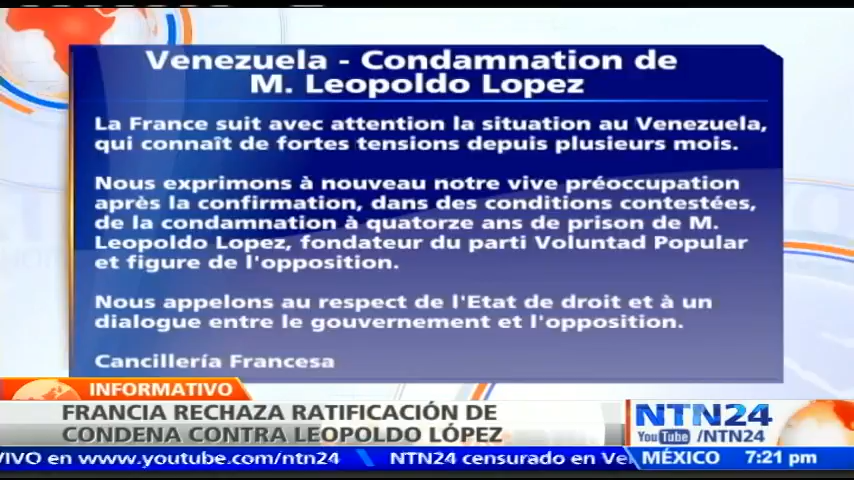 Venezuela - Condamnation de
M. Leopoldo Lopez
La France suit avec attention la situation au Venezuela,
qui connaît de fortes tensions depuis plusieurs mois.
Nous exprimons à nouveau notre vive préoccupation
après la confirmation, dans des conditions contestées,
de la condamnation à quatorze ans de prison de M.
Leopoldo Lopez, fondateur du parti Voluntad Popular
et figure de l'opposition.
Nous appelons au respect de l'Etat de droit et à un
dialogue entre le gouvernement et l'opposition.
Cancillería Francesa
INFORMATIVO
FRANCIA RECHAZA RATIFICACIÓN DE
CONDENA CONTRA LEOPOLDO LÓPEZ
NTN24
YouTube /NTN24
VIVO en www.youtube.com/ntn24 NTN24 censurado en Ve
MÉXICO 7:21 pm